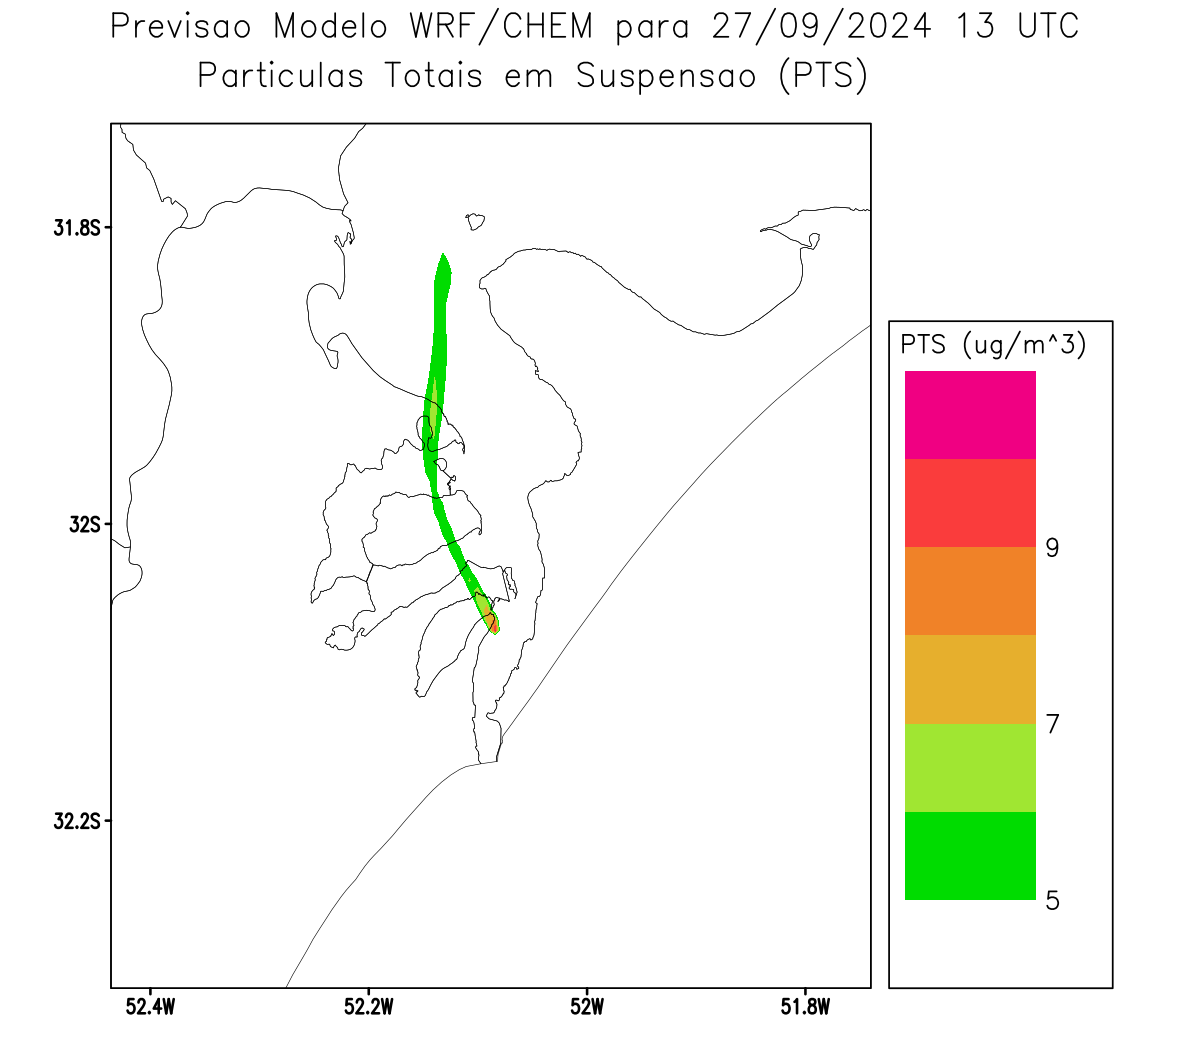 Previsao Modelo WRF/CHEM para 27/09/2024 13 UTC
Particulas Totais em Suspensao (PTS)
31.8S
32S
32.2S
52.4W 52.2W 52W 51.8W
PTS (ug/m^3)
9
7
5